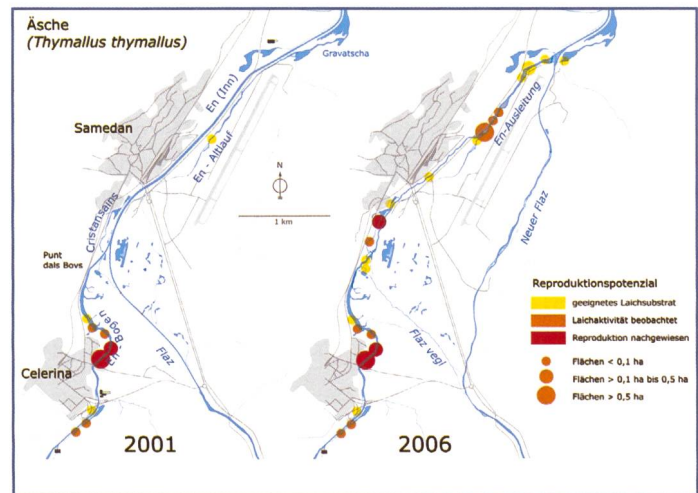 Äsche
(Thymallus thymallus)
Gravatscha
En (Inn)
En - Altlauf
Samedan
Cristansains
N
1 km
Punt
dals Bovs
Bogen
Flaz
Celerina
2001
En-Ausleitung
Neuer Flaz
Flaz vegl
2006
Reproduktionspotenzial
geeignetes Laichsubstrat
Laichaktivität beobachtet
Reproduktion nachgewiesen
Flächen < 0,1 ha
Flächen > 0,1 ha bis 0,5 ha
Flächen > 0,5 ha